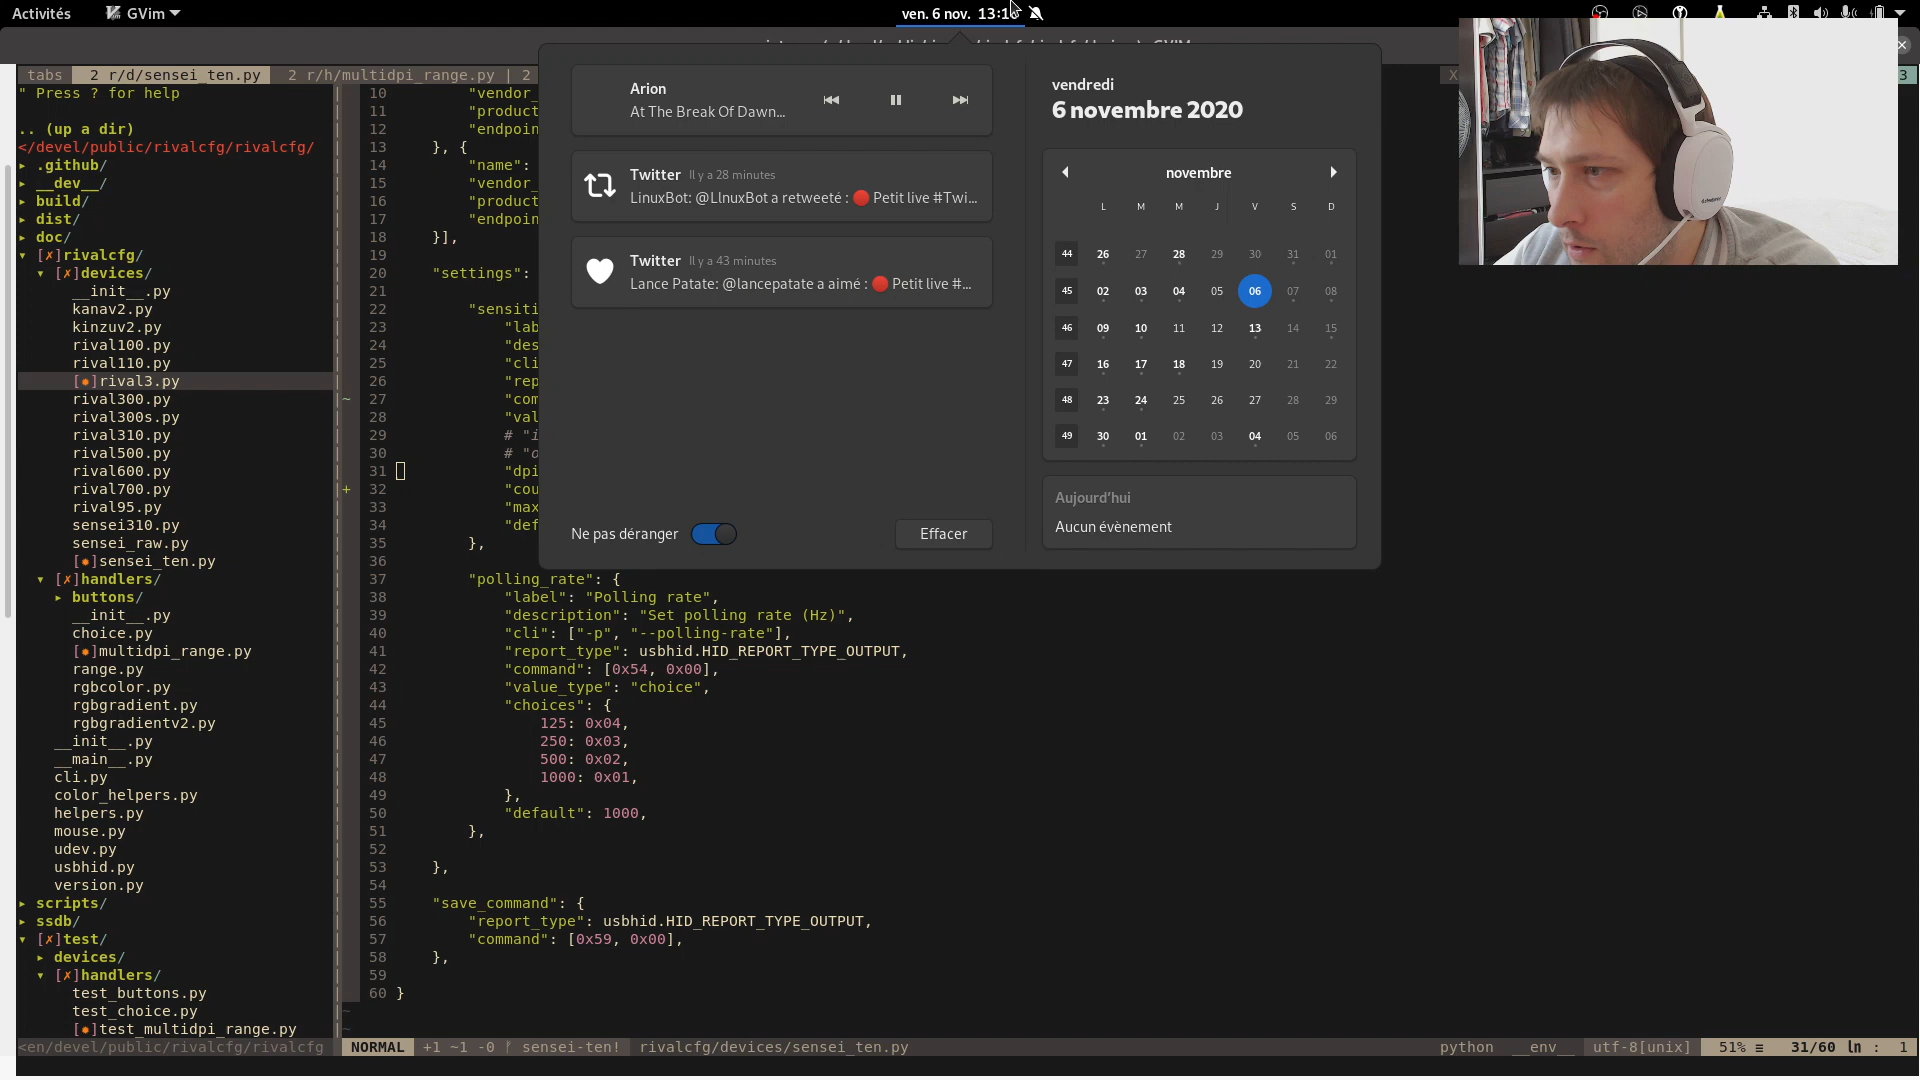 Activités GVim ven. 6 nov. 13:1
tabs 2 r/d/sensei_ten.py 2 r/h/multidpi_range.py | 2
" Press ? for help
.. (up a dir)
</devel/public/rivalcfg/rivalcfg/
▸ .github/
▸ __dev__/
▸ build/
▸ dist/
▸ doc/
▾ [✗]rivalcfg/
▾ [✗]devices/
__init__.py
kanav2.py
kinzuv2.py
rival100.py
rival110.py
[✹]rival3.py
rival300.py
rival300s.py
rival310.py
rival500.py
rival600.py
rival700.py
rival95.py
sensei310.py
sensei_raw.py
[✹]sensei_ten.py
▾ [✗]handlers/
▸ buttons/
__init__.py
choice.py
[✹]multidpi_range.py
range.py
rgbcolor.py
rgbgradient.py
rgbgradientv2.py
__init__.py
__main__.py
cli.py
color_helpers.py
helpers.py
mouse.py
udev.py
usbhid.py
version.py
▸ scripts/
▸ ssdb/
▾ [✗]test/
▸ devices/
▾ [✗]handlers/
test_buttons.py
test_choice.py
[✹]test_multidpi_range.py
<en/devel/public/rivalcfg/rivalcfg
10 "vendor_
11 "product
12 "endpoin
13 }, {
14 "name":
15 "vendor_
16 "product
17 "endpoin
18 }],
19
20 "settings":
21
22 "sensiti
23 "lab
24 "des
25 "cli
26 "rep
~ 27 "com
28 "val
29 # "i
30 # "o
31 "dpi
+ 32 "cou
33 "max
34 "def
35 },
36
37 "polling_rate": {
38 "label": "Polling rate",
39 "description": "Set polling rate (Hz)",
40 "cli": ["-p", "--polling-rate"],
41 "report_type": usbhid.HID_REPORT_TYPE_OUTPUT,
42 "command": [0x54, 0x00],
43 "value_type": "choice",
44 "choices": {
45 125: 0x04,
46 250: 0x03,
47 500: 0x02,
48 1000: 0x01,
49 },
50 "default": 1000,
51 },
52
53 },
54
55 "save_command": {
56 "report_type": usbhid.HID_REPORT_TYPE_OUTPUT,
57 "command": [0x59, 0x00],
58 },
59
60 }
~
~
NORMAL +1 ~1 -0 sensei-ten! rivalcfg/devices/sensei_ten.py python __env__ utf-8[unix] 51% ≡ 31/60 ln : 1
Arion
At The Break Of Dawn...
Twitter Il y a 28 minutes
LinuxBot: @LlnuxBot a retweeté : 🔴 Petit live #Twi...
Twitter Il y a 43 minutes
Lance Patate: @lancepatate a aimé : 🔴 Petit live #...
Ne pas déranger Effacer
vendredi
6 novembre 2020
novembre
L M M J V S D
44 26 27 28 29 30 31 01
45 02 03 04 05 06 07 08
46 09 10 11 12 13 14 15
47 16 17 18 19 20 21 22
48 23 24 25 26 27 28 29
49 30 01 02 03 04 05 06
Aujourd'hui
Aucun évènement